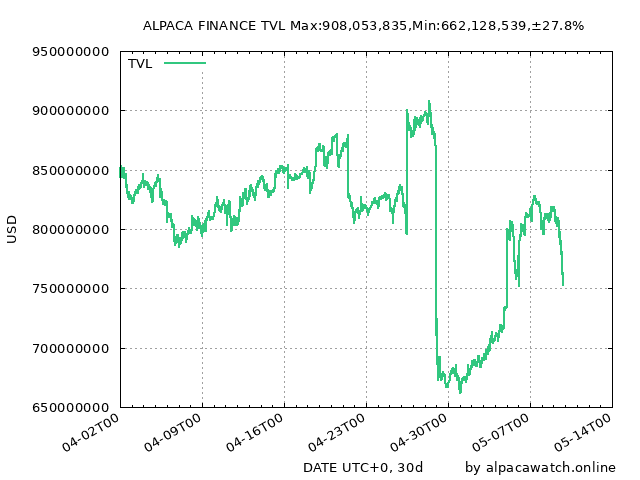 ALPACA FINANCE TVL Max:908,053,835,Min:662,128,539,±27.8%
950000000
TVL
900000000
850000000
USD
800000000
750000000
700000000
650000000
04-02T00 04-09T00 04-16T00 04-23T00 04-30T00 05-07T00 05-14T00
DATE UTC+0, 30d by alpacawatch.online